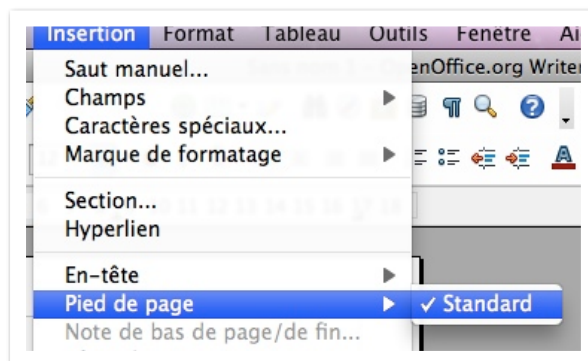 Insertion Format Tableau Outils Fenêtre
Saut manuel... enOffice.org Writer
Champs
Caractères spéciaux...
Marque de formatage
Section...
Hyperlien
En-tête
Pied de page ✓ Standard
Note de bas de page/de fin...